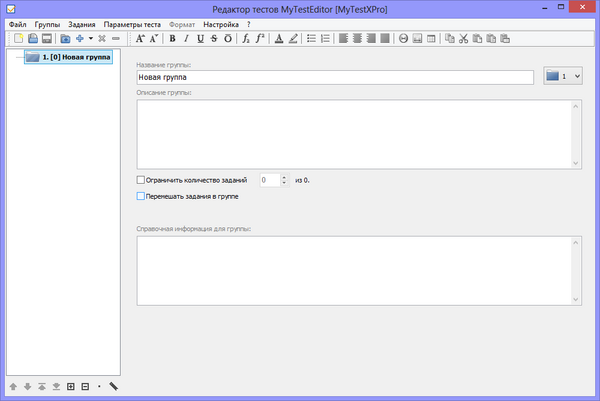 Редактор тестов MyTestEditor [MyTestXPro]
Файл Группы Задания Параметры теста Формат Настройка ?
1. [0] Новая группа
Название группы:
Новая группа
1
Описание группы:
Ограничить количество заданий 0 из 0.
Перемешать задания в группе
Справочная информация для группы: